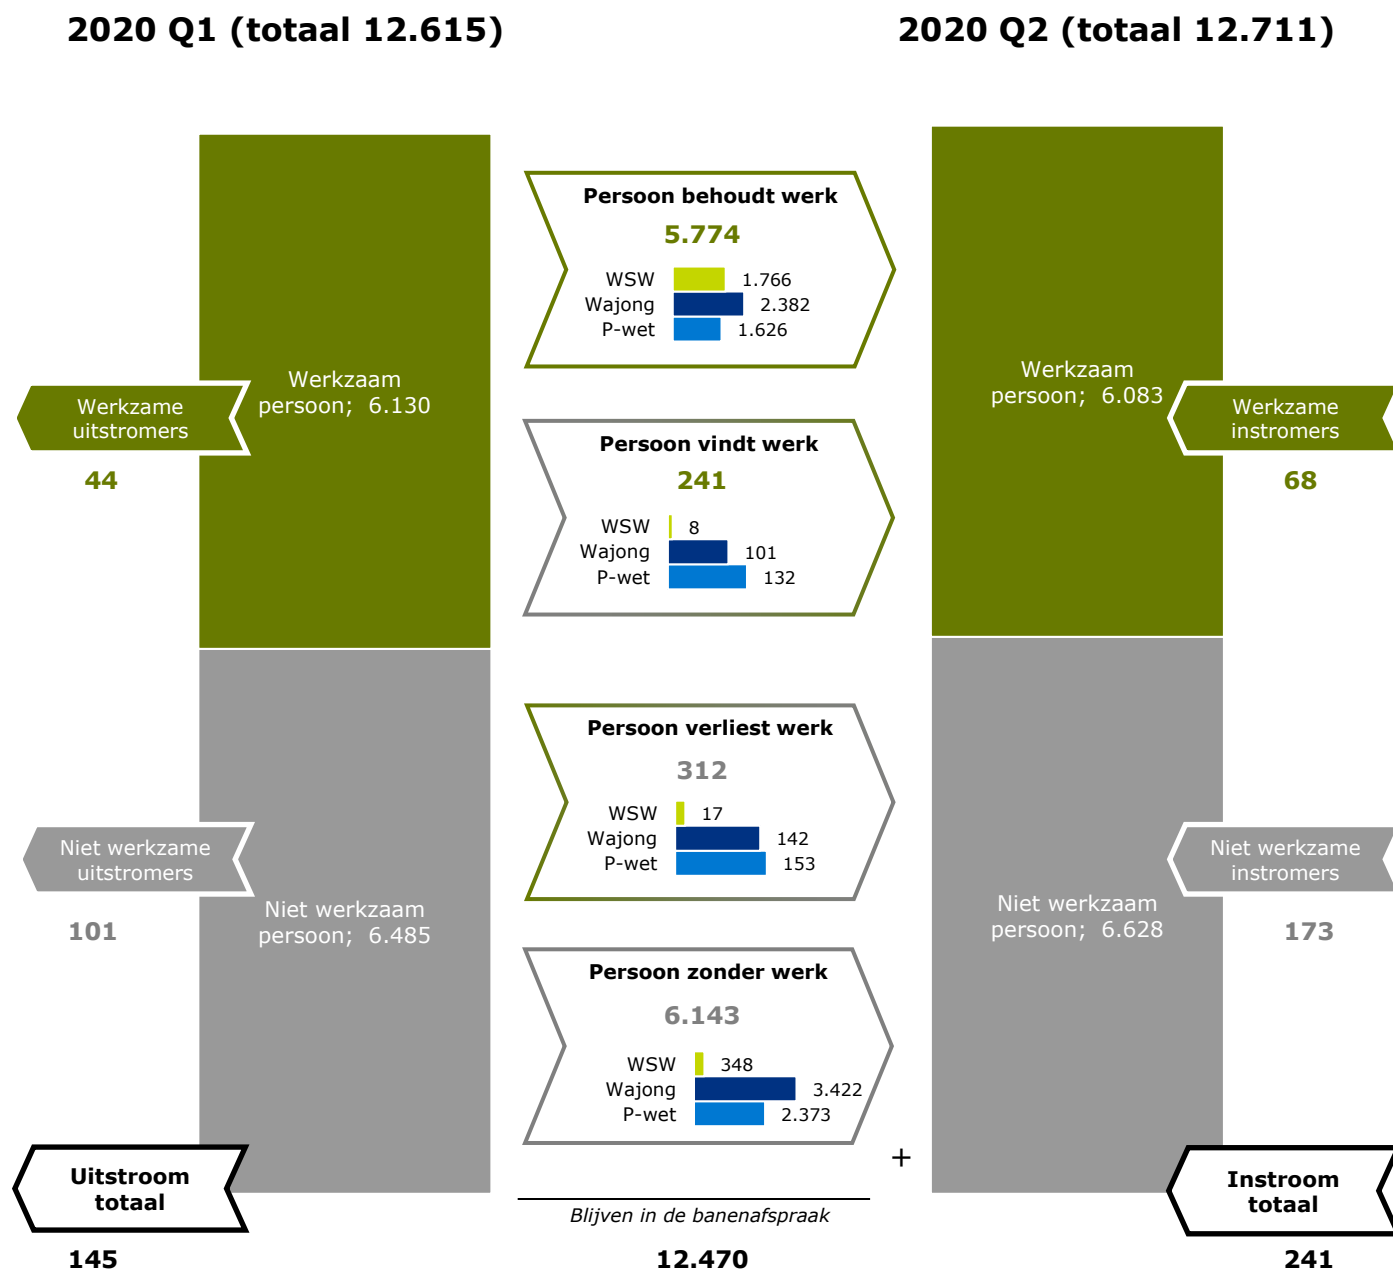 2020 Q1 (totaal 12.615)
2020 Q2 (totaal 12.711)
Werkzaam
persoon;  6.130
Werkzame
uitstromers
44
Niet werkzaam
persoon;  6.485
Niet werkzame
uitstromers
101
Uitstroom
totaal
145
Persoon behoudt werk
5.774
WSW 1.766
Wajong 2.382
P-wet 1.626
Persoon vindt werk
241
WSW 8
Wajong 101
P-wet 132
Persoon verliest werk
312
WSW 17
Wajong 142
P-wet 153
Persoon zonder werk
6.143
WSW 348
Wajong 3.422
P-wet 2.373
+
Blijven in de banenafspraak
12.470
Werkzaam
persoon;  6.083
Werkzame
instromers
68
Niet werkzaam
persoon;  6.628
Niet werkzame
instromers
173
Instroom
totaal
241